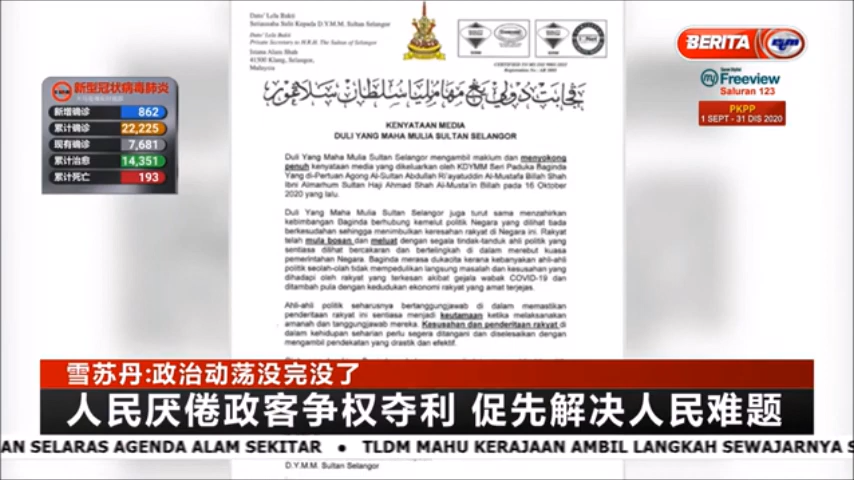 Dato' Lela Bakti
Setiausaha Sulit Kepada D.Y.M.M. Sultan Selangor
Dato' Lela Bakti
Private Secretary to H.R.H. The Sultan of Selangor
Istana Alam Shah
41500 Klang, Selangor,
Malaysia
BERITA
Freeview
Saluran 123
PKPP
1 SEPT - 31 DIS 2020
新型冠状病毒肺炎
新增确诊 862
累计确诊 22,225
现有确诊 7,681
累计治愈 14,351
累计死亡 193
KENYATAAN MEDIA
DULI YANG MAHA MULIA SULTAN SELANGOR
Duli Yang Maha Mulia Sultan Selangor mengambil maklum dan menyokong
penuh kenyataan media yang dikeluarkan oleh KDYMM Seri Paduka Baginda
Yang di-Pertuan Agong Al-Sultan Abdullah Ri'ayatuddin Al-Mustafa Billah Shah
Ibni Almarhum Sultan Haji Ahmad Shah Al-Musta'in Billah pada 16 Oktober
2020 yang lalu.
Duli Yang Maha Mulia Sultan Selangor juga turut sama menzahirkan
kebimbangan Baginda berhubung kemelut politik Negara yang dilihat tiada
berkesudahan sehingga menimbulkan keresahan rakyat di Negara ini. Rakyat
telah mula bosan dan meluat dengan segala tindak-tanduk ahli politik yang
sentiasa dilihat bercakaran dan bertelingkah di dalam merebut kuasa
pemerintahan Negara. Baginda merasa dukacita kerana kebanyakan ahli-ahli
politik seolah-olah tidak mempedulikan langsung masalah dan kesusahan yang
dihadapi oleh rakyat yang terkesan akibat gejala wabak COVID-19 dan
ditambah pula dengan kedudukan ekonomi rakyat yang amat terjejas.
Ahli-ahli politik seharusnya bertanggungjawab di dalam memastikan
penderitaan rakyat ini sentiasa menjadi keutamaan ketika melaksanakan
amanah dan tanggungjawab mereka. Kesusahan dan penderitaan rakyat di
dalam kehidupan seharian perlu segera ditangani dan diselesaikan dengan
mengambil pendekatan yang drastik dan efektif.
雪苏丹:政治动荡没完没了
人民厌倦政客争权夺利 促先解决人民难题
AN SELARAS AGENDA ALAM SEKITAR ● TLDM MAHU KERAJAAN AMBIL LANGKAH SEWAJARNYA S
D.Y.M.M. Sultan Selangor